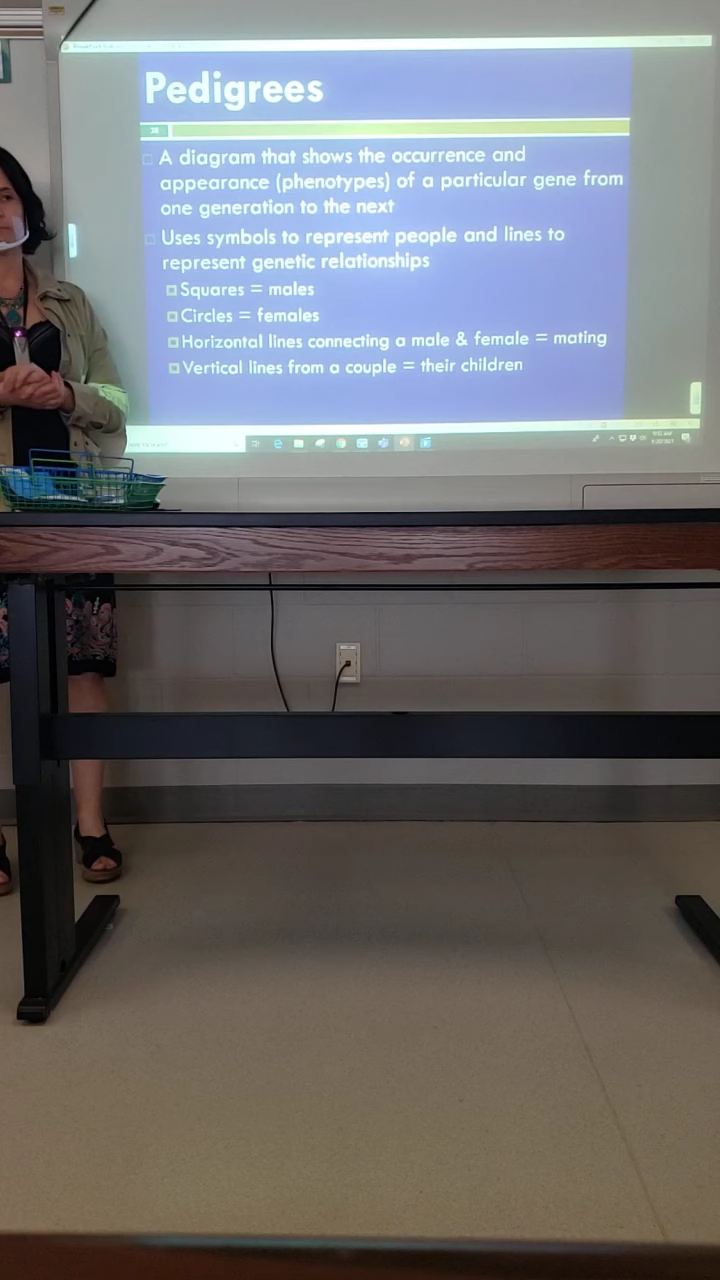 Pedigrees
38
A diagram that shows the occurrence and
appearance (phenotypes) of a particular gene from
one generation to the next
Uses symbols to represent people and lines to
represent genetic relationships
Squares = males
Circles = females
Horizontal lines connecting a male & female = mating
Vertical lines from a couple = their children